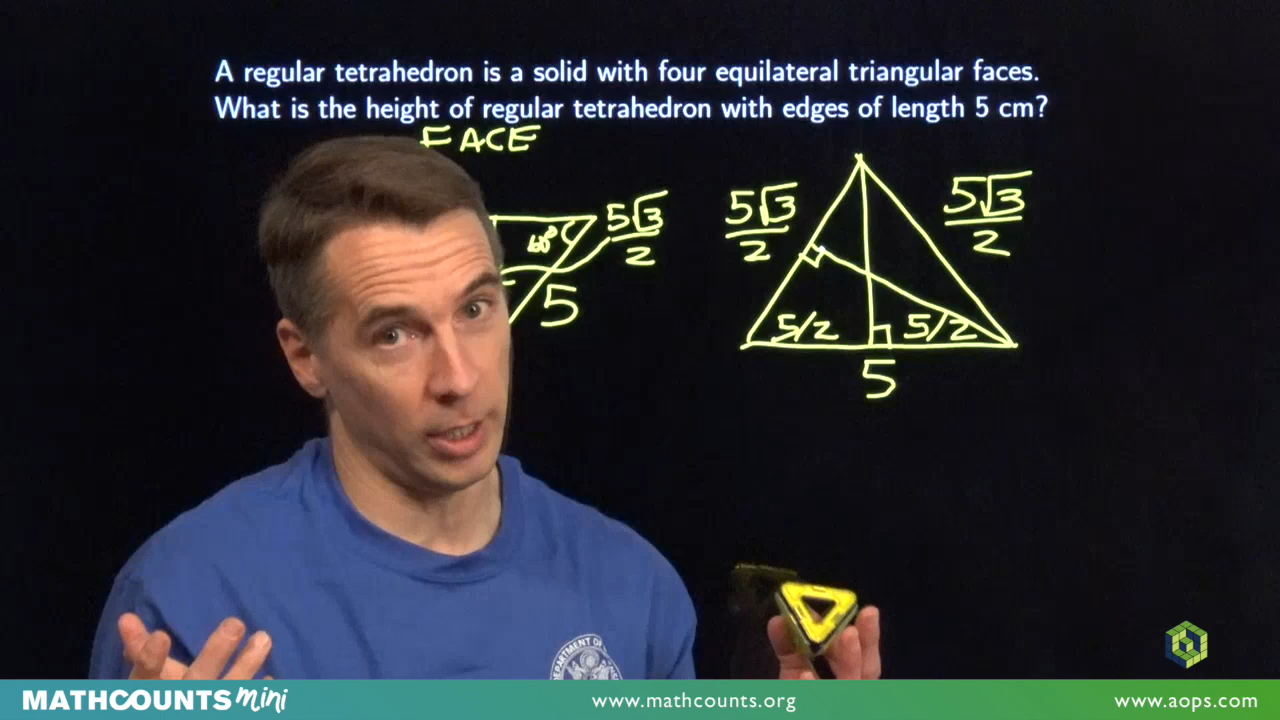 A regular tetrahedron is a solid with four equilateral triangular faces.
What is the height of regular tetrahedron with edges of length 5 cm?
FACE
60°
5√3/2
5
5√3/2
5√3/2
5/2
5/2
5
MATHCOUNTS mini
www.mathcounts.org
www.aops.com